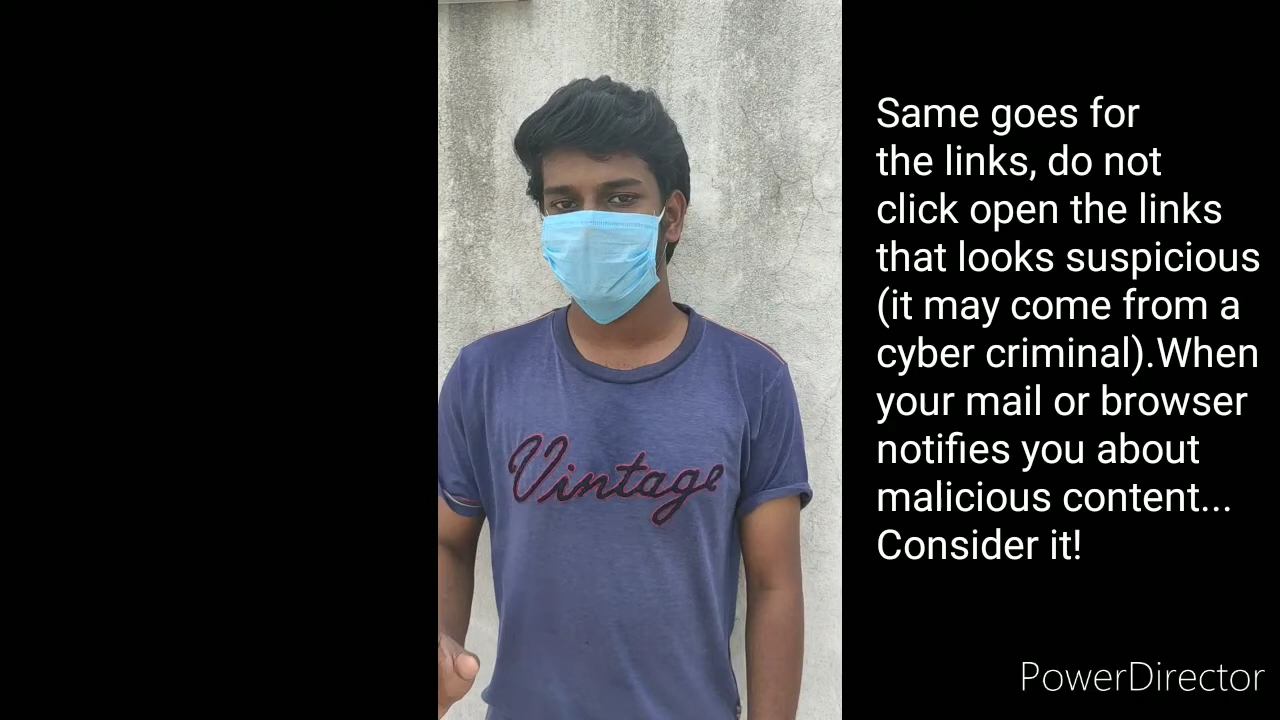 Same goes for
the links, do not
click open the links
that looks suspicious
(it may come from a
cyber criminal).When
your mail or browser
notifies you about
malicious content...
Consider it!
Vintage
PowerDirector